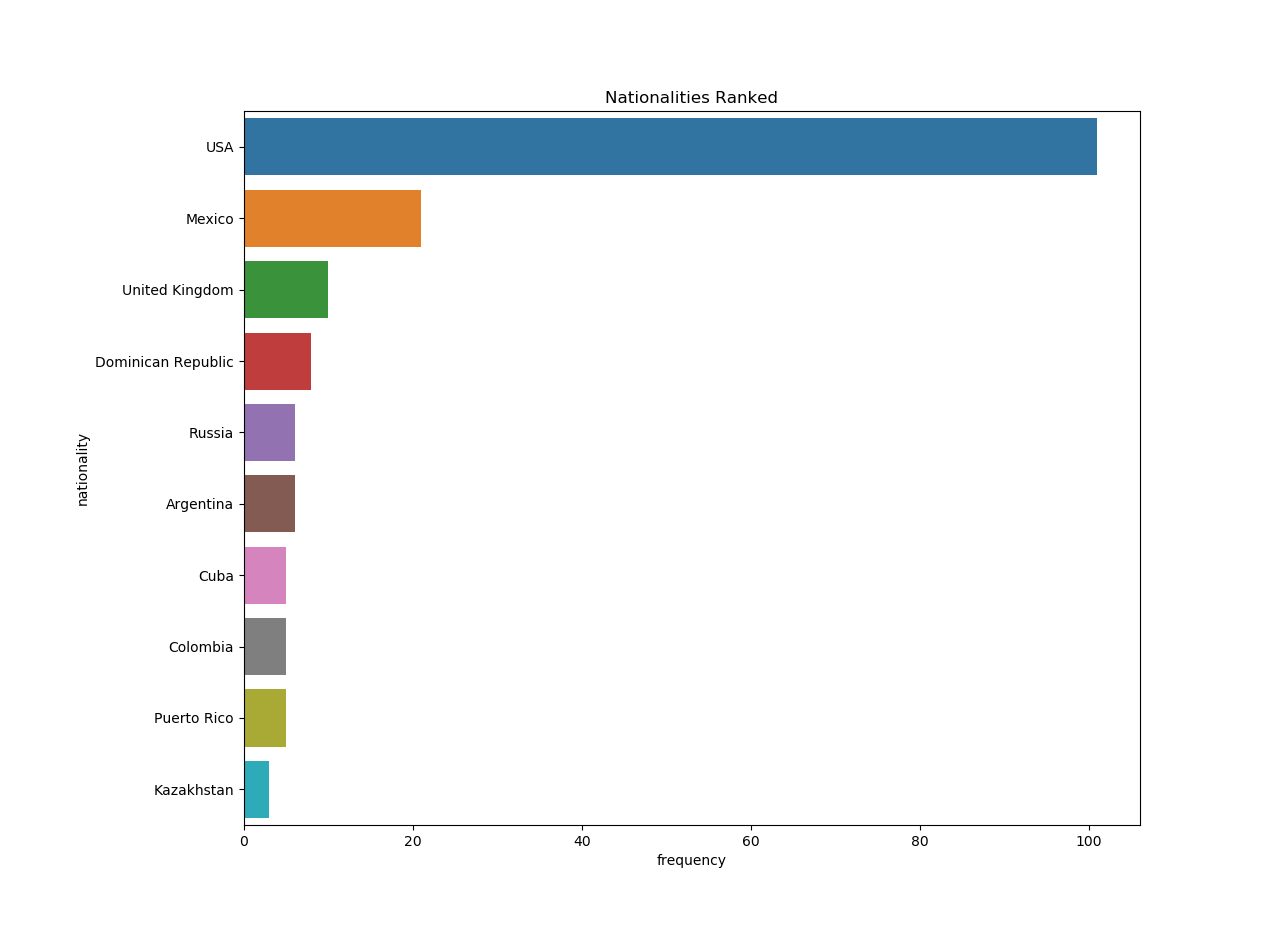 Nationalities Ranked
USA
Mexico
United Kingdom
Dominican Republic
Russia
Argentina
Cuba
Colombia
Puerto Rico
Kazakhstan
nationality
0 20 40 60 80 100
frequency